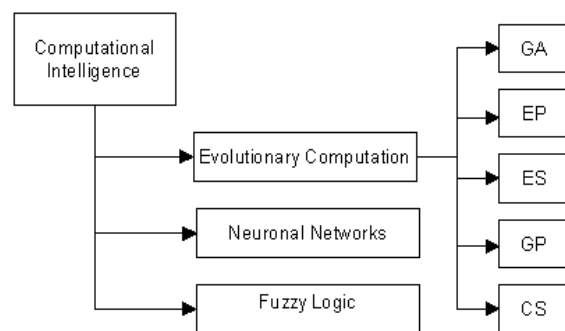 Computational
Intelligence
GA
EP
Evolutionary Computation
ES
Neuronal Networks
GP
Fuzzy Logic
CS